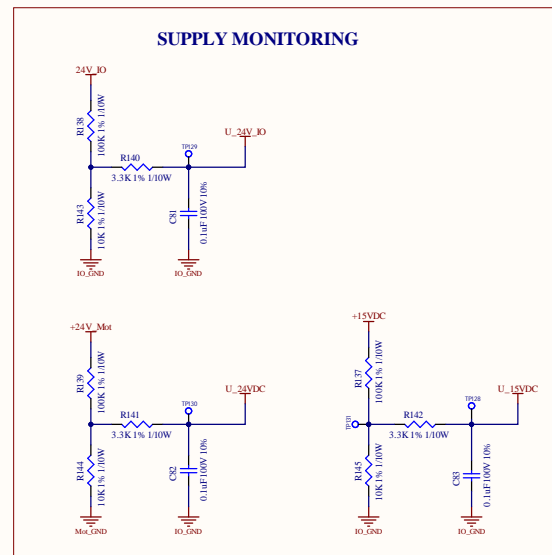 SUPPLY MONITORING
24V_IO
R138
100K 1% 1/10W
U_24V_IO
TP129
R140
3.3K 1% 1/10W
R143
10K 1% 1/10W
C81
0.1uF 100V 10%
IO_GND
IO_GND
+24V_Mot
R139
100K 1% 1/10W
U_24VDC
TP130
R141
3.3K 1% 1/10W
R144
10K 1% 1/10W
C82
0.1uF 100V 10%
Mot_GND
IO_GND
+15VDC
R137
100K 1% 1/10W
U_15VDC
TP128
TP131
R142
3.3K 1% 1/10W
R145
10K 1% 1/10W
C83
0.1uF 100V 10%
IO_GND
IO_GND